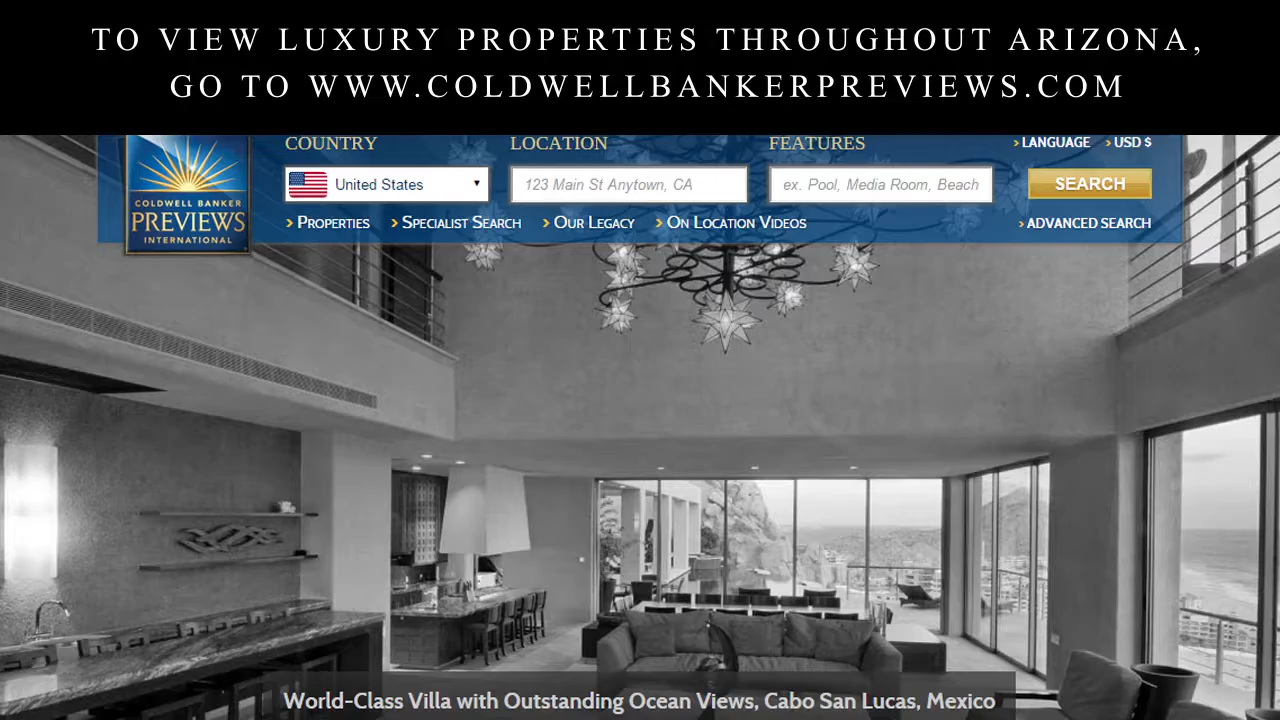 TO VIEW LUXURY PROPERTIES THROUGHOUT ARIZONA,
GO TO WWW.COLDWELLBANKERPREVIEWS.COM
COUNTRY LOCATION FEATURES › LANGUAGE › USD $
United States 123 Main St Anytown, CA ex. Pool, Media Room, Beach SEARCH
COLDWELL BANKER
PREVIEWS
INTERNATIONAL
› PROPERTIES › SPECIALIST SEARCH › OUR LEGACY › ON LOCATION VIDEOS › ADVANCED SEARCH
World-Class Villa with Outstanding Ocean Views, Cabo San Lucas, Mexico